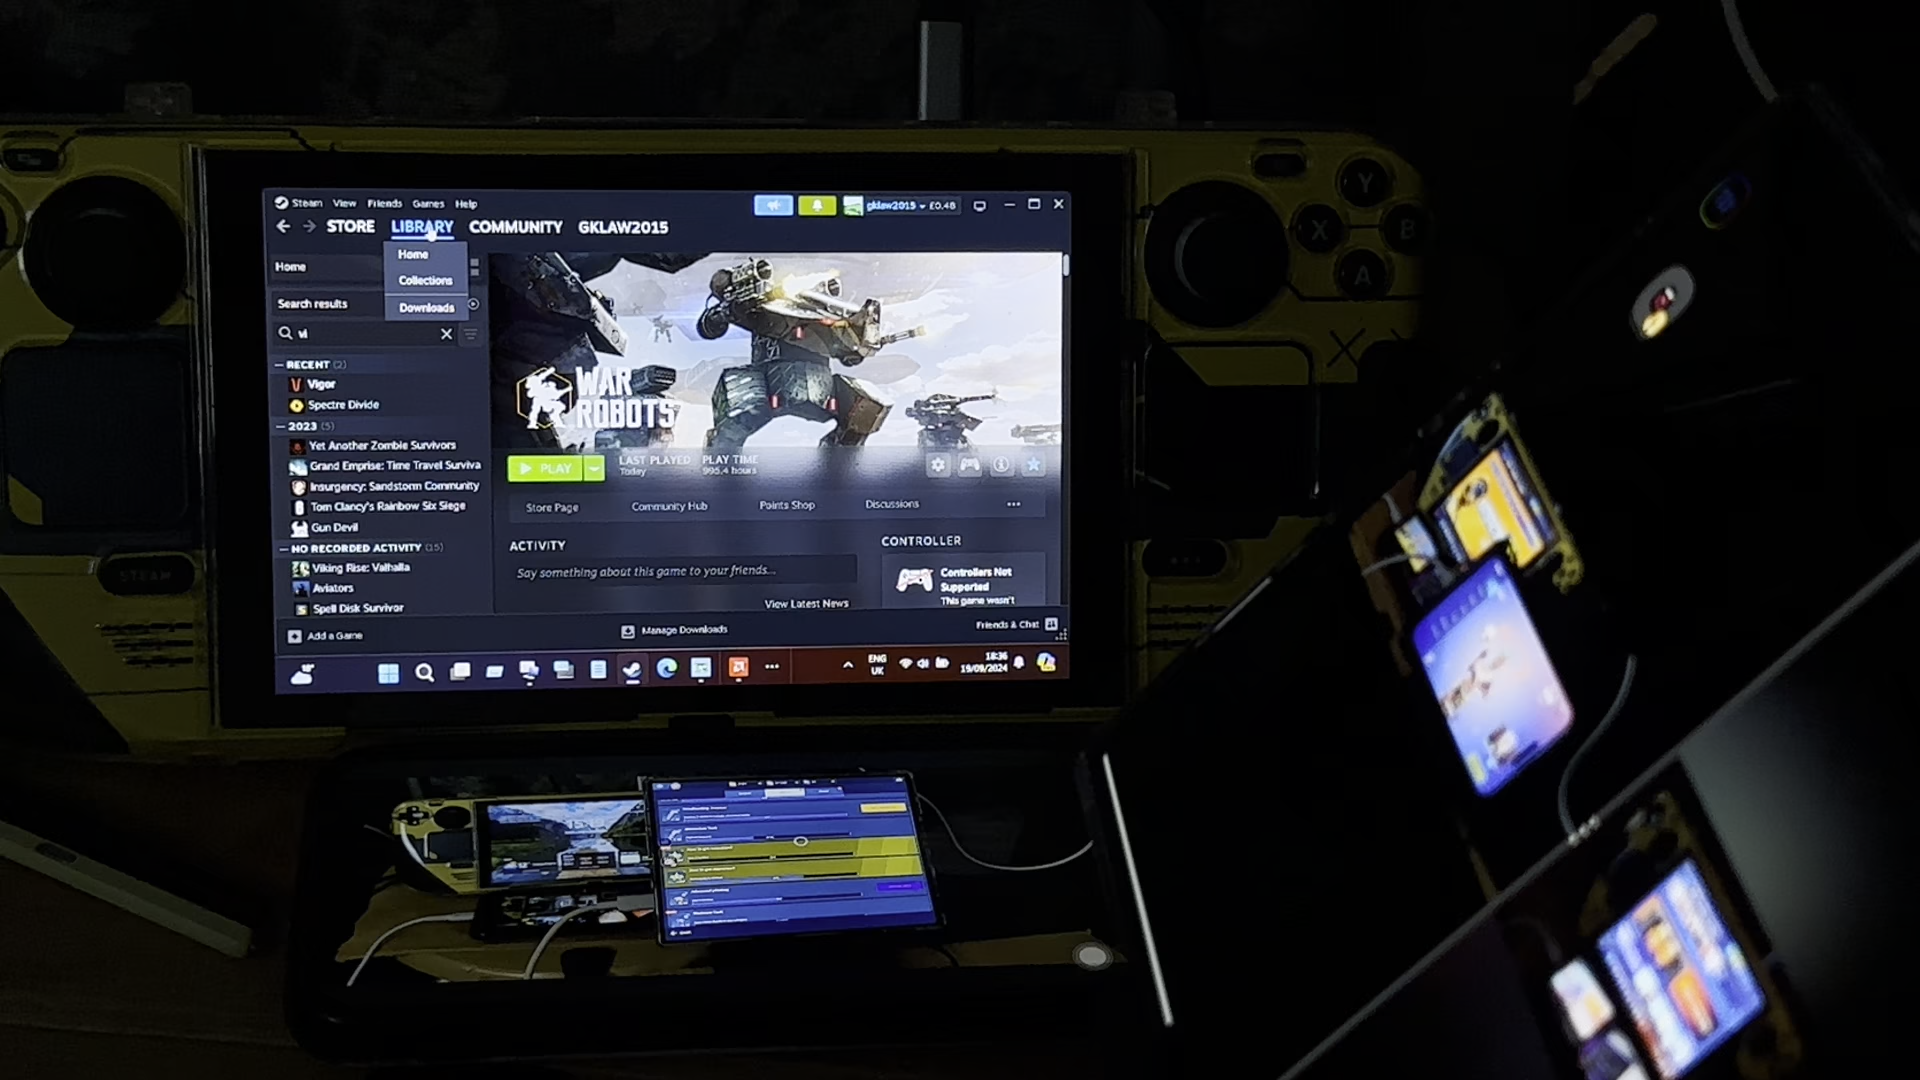 Steam View Friends Games Help
gklaw2015 £0.48
STORE LIBRARY COMMUNITY GKLAW2015
Home
Collections
Downloads
Home
Search results
vi
— RECENT (2)
Vigor
Spectre Divide
— 2023 (5)
Yet Another Zombie Survivors
Grand Emprise: Time Travel Surviva
Insurgency: Sandstorm Community
Tom Clancy's Rainbow Six Siege
Gun Devil
— NO RECORDED ACTIVITY (15)
Viking Rise: Valhalla
Aviators
Spell Disk Survivor
WAR
ROBOTS
PLAY
LAST PLAYED
Today
PLAY TIME
995.4 hours
Store Page Community Hub Points Shop Discussions
ACTIVITY
Say something about this game to your friends...
View Latest News
CONTROLLER
Controllers Not
Supported
This game wasn't
Add a Game
Manage Downloads
Friends & Chat
ENG
UK
18:36
19/09/2024
STEAM
Y
X
B
A